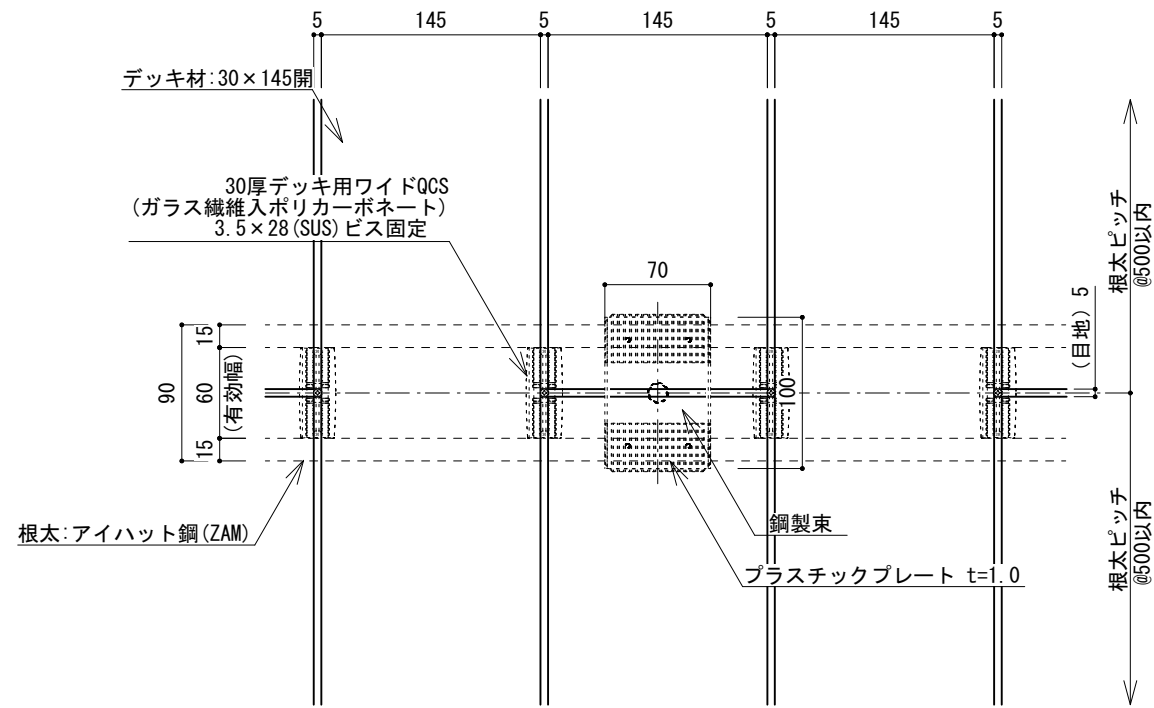 5
145
5
145
5
145
5
デッキ材:30×145開
30厚デッキ用ワイドQCS
(ガラス繊維入ポリカーボネート)
3.5×28(SUS)ビス固定
70
根太ピッチ
@500以内
(目地) 5
15
90
60
(有効幅)
15
100
根太:アイハット鋼(ZAM)
鋼製束
プラスチックプレート t=1.0
根太ピッチ
@500以内